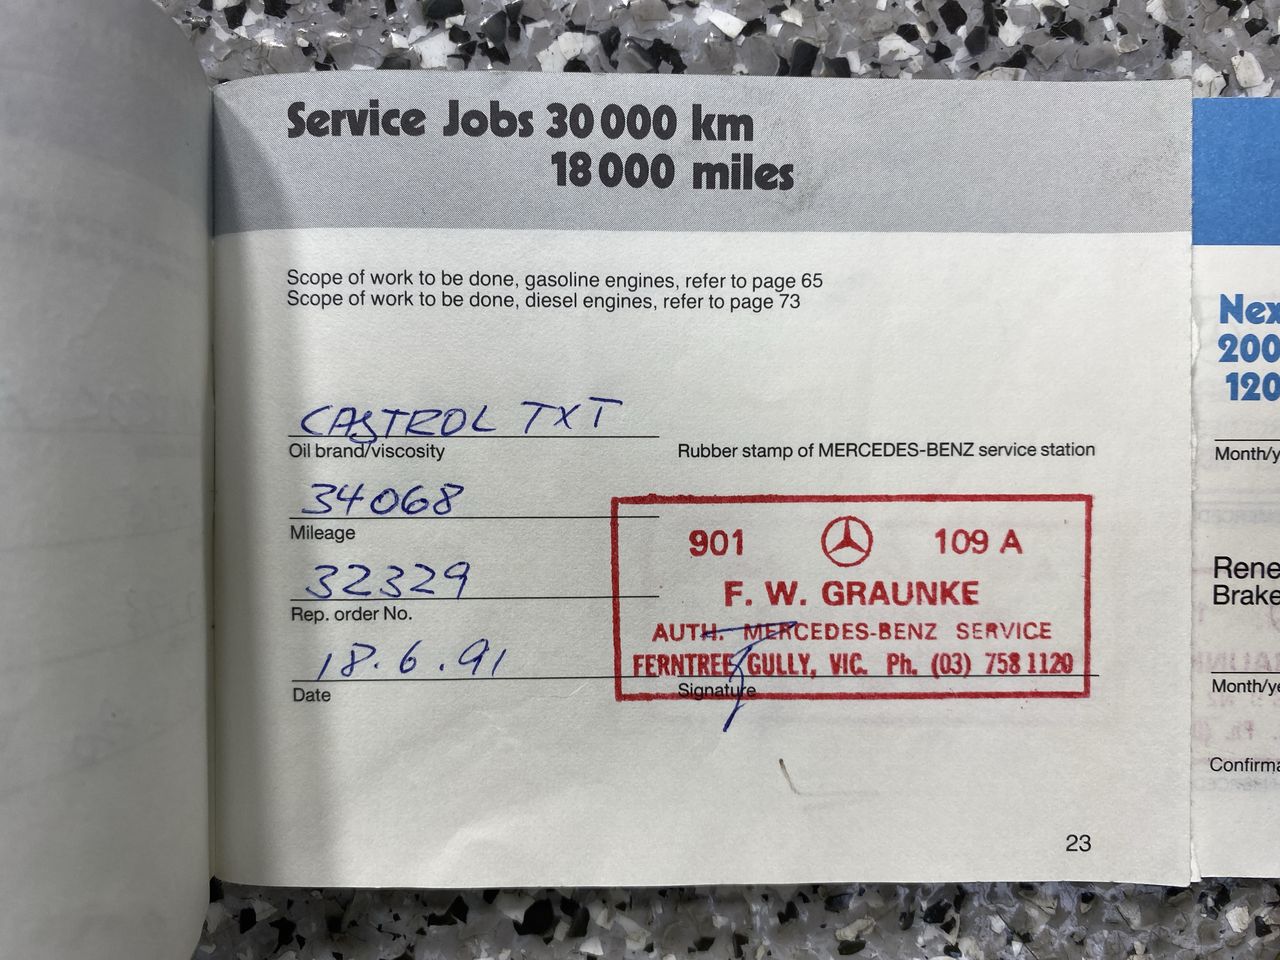 Service Jobs 30 000 km
18 000 miles
Scope of work to be done, gasoline engines, refer to page 65
Scope of work to be done, diesel engines, refer to page 73
CASTROL TXT
Oil brand/viscosity
Rubber stamp of MERCEDES-BENZ service station
34068
Mileage
901 109 A
F. W. GRAUNKE
32329
Rep. order No.
AUTH. MERCEDES-BENZ SERVICE
FERNTREE GULLY, VIC. Ph. (03) 758 1120
18.6.91
Date
Signature
23
Nex
200
120
Month/y
Rene
Brake
Month/ye
Confirma